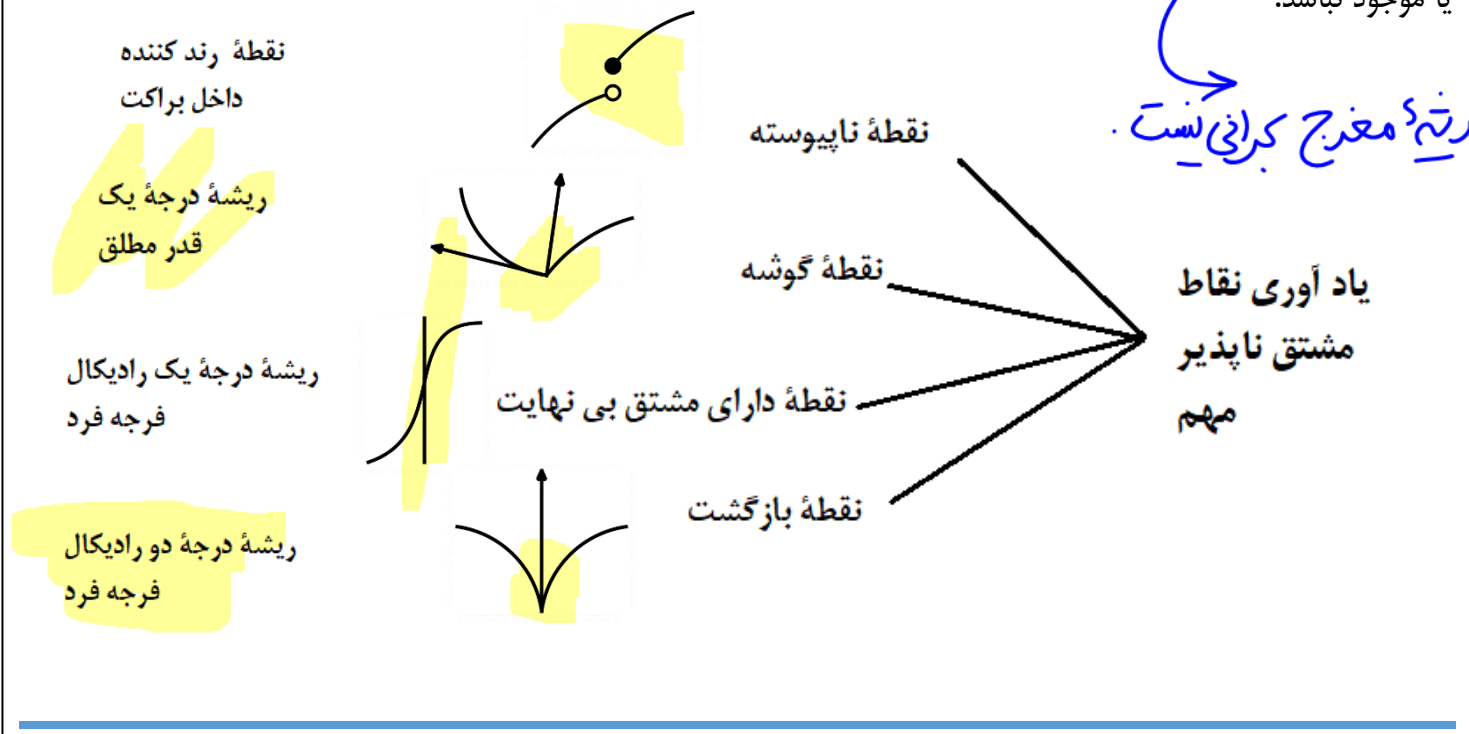 یا موجود نباشد.
ریشهٔ مخرج بحرانی نیست.
یاد آوری نقاط
مشتق ناپذیر
مهم
نقطهٔ ناپیوسته
نقطهٔ رند کننده
داخل براکت
نقطهٔ گوشه
ریشهٔ درجهٔ یک
قدر مطلق
نقطهٔ دارای مشتق بی نهایت
ریشهٔ درجهٔ یک رادیکال
فرجه فرد
نقطهٔ بازگشت
ریشهٔ درجهٔ دو رادیکال
فرجه فرد